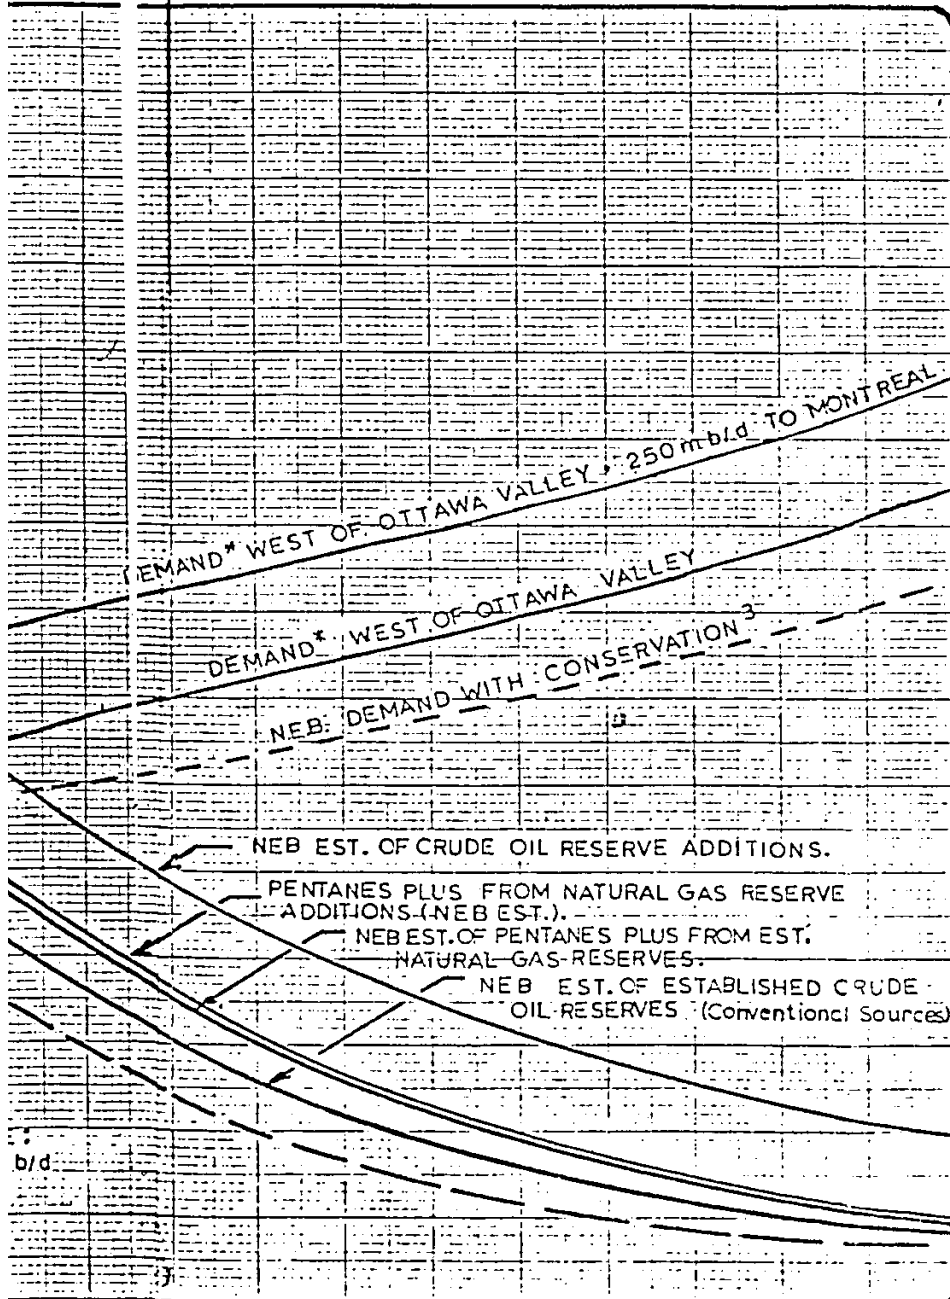 DEMAND* WEST OF OTTAWA VALLEY + 250 mb/d TO MONTREAL
DEMAND* WEST OF OTTAWA VALLEY
NEB. DEMAND WITH CONSERVATION 3
NEB EST. OF CRUDE OIL RESERVE ADDITIONS.
PENTANES PLUS FROM NATURAL GAS RESERVE
ADDITIONS (NEB EST.).
NEB EST. OF PENTANES PLUS FROM EST.
NATURAL GAS RESERVES.
NEB EST. OF ESTABLISHED CRUDE
OIL RESERVES (Conventional Sources)
b/d